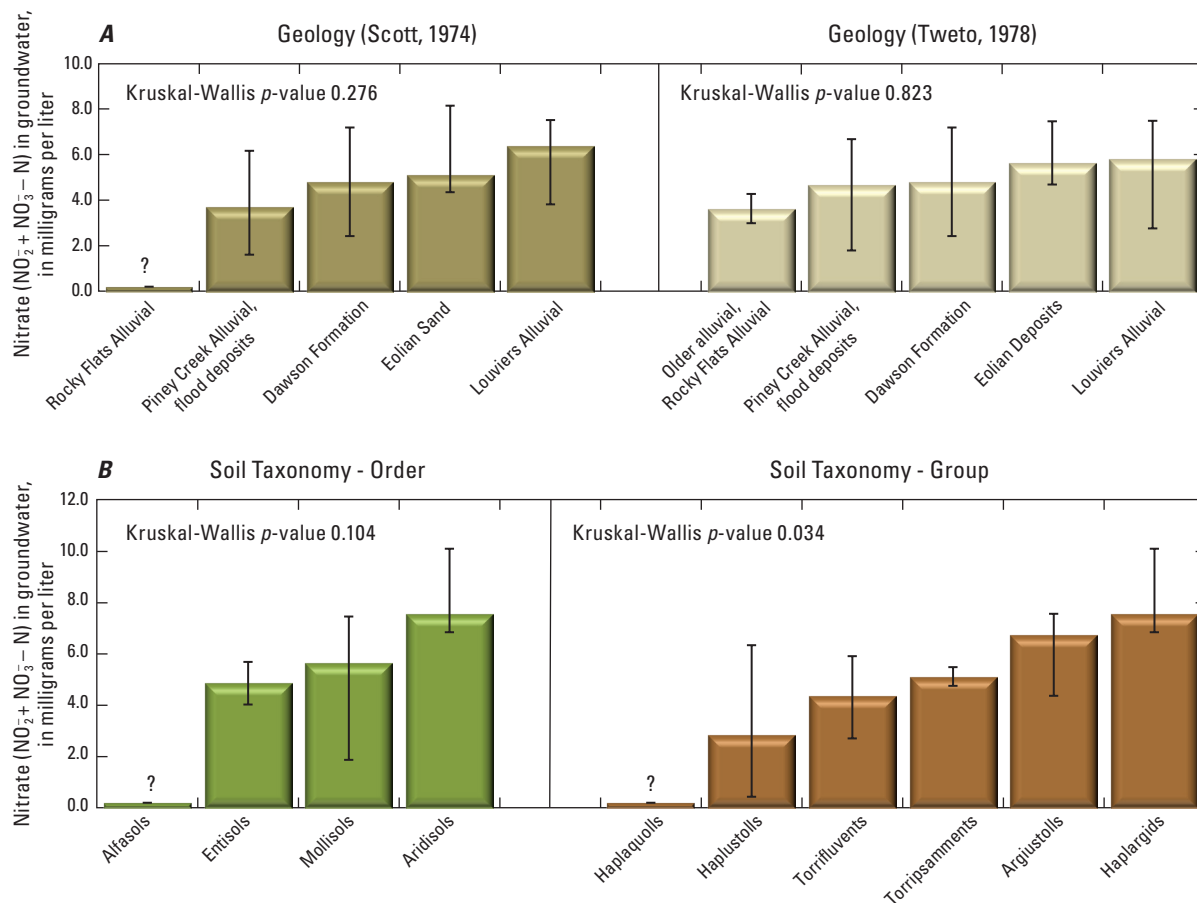 A
Geology (Scott, 1974)
Geology (Tweto, 1978)
Nitrate (NO₂⁻ + NO₃⁻ – N) in groundwater,
in milligrams per liter
10.0
8.0
6.0
4.0
2.0
0.0
Kruskal-Wallis p-value 0.276
Kruskal-Wallis p-value 0.823
?
Rocky Flats Alluvial
Piney Creek Alluvial,
flood deposits
Dawson Formation
Eolian Sand
Louviers Alluvial
Older alluvial,
Rocky Flats Alluvial
Piney Creek Alluvial,
flood deposits
Dawson Formation
Eolian Deposits
Louviers Alluvial
B
Soil Taxonomy - Order
Soil Taxonomy - Group
Nitrate (NO₂⁻ + NO₃⁻ – N) in groundwater,
in milligrams per liter
12.0
10.0
8.0
6.0
4.0
2.0
0.0
Kruskal-Wallis p-value 0.104
Kruskal-Wallis p-value 0.034
?
?
Alfasols
Entisols
Mollisols
Aridisols
Haplaquolls
Haplustolls
Torrifluvents
Torripsamments
Argiustolls
Haplargids